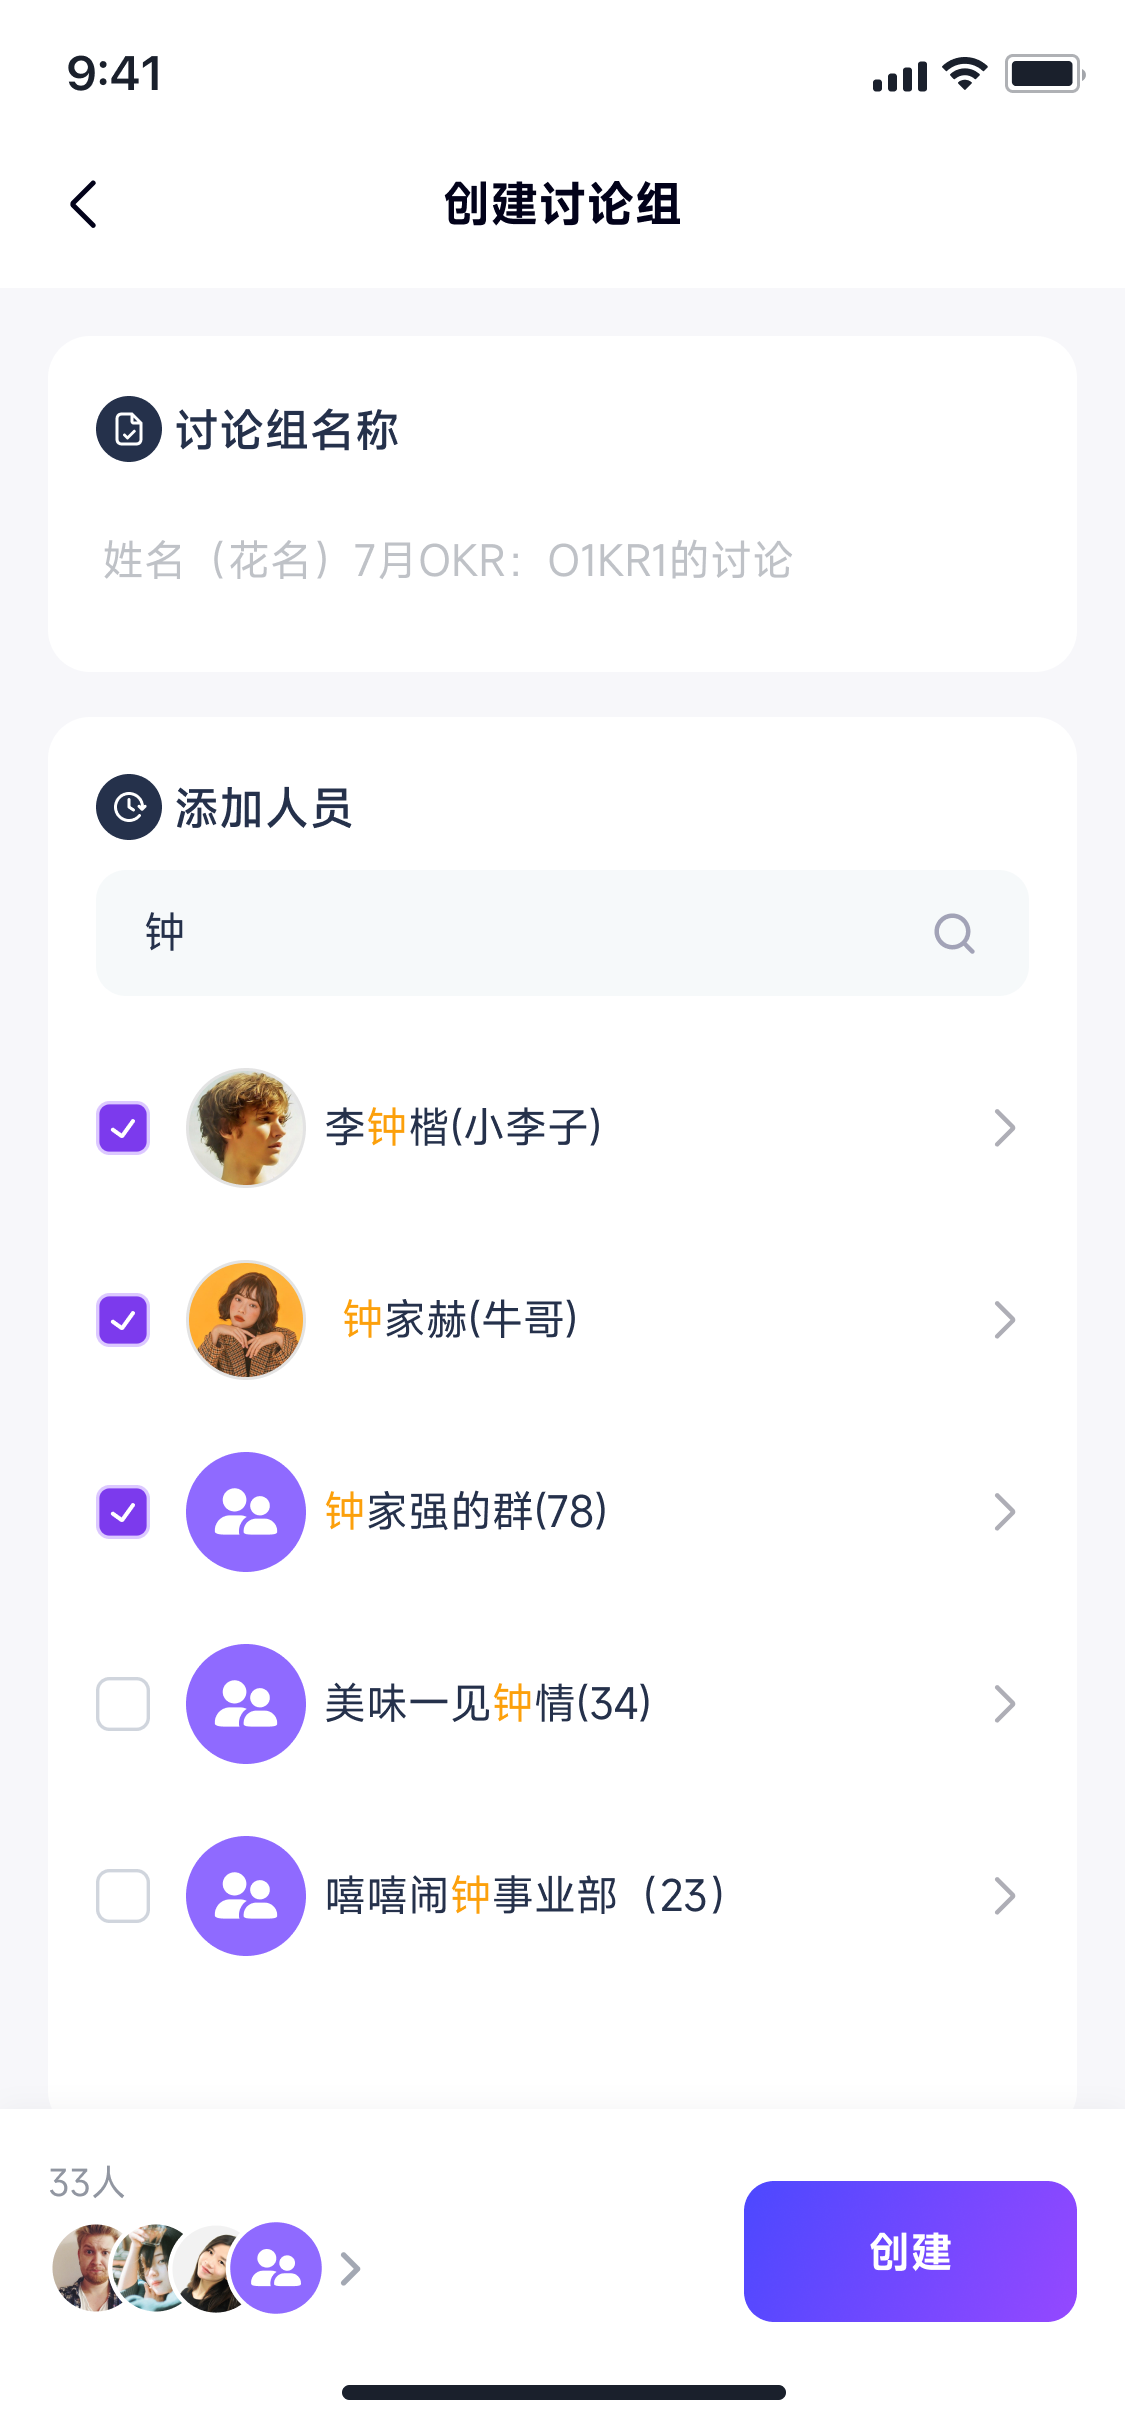 9:41
创建讨论组
讨论组名称
姓名（花名）7月OKR：O1KR1的讨论
添加人员
钟
李钟楷(小李子)
钟家赫(牛哥)
钟家强的群(78)
美味一见钟情(34)
嘻嘻闹钟事业部（23）
33人
创建